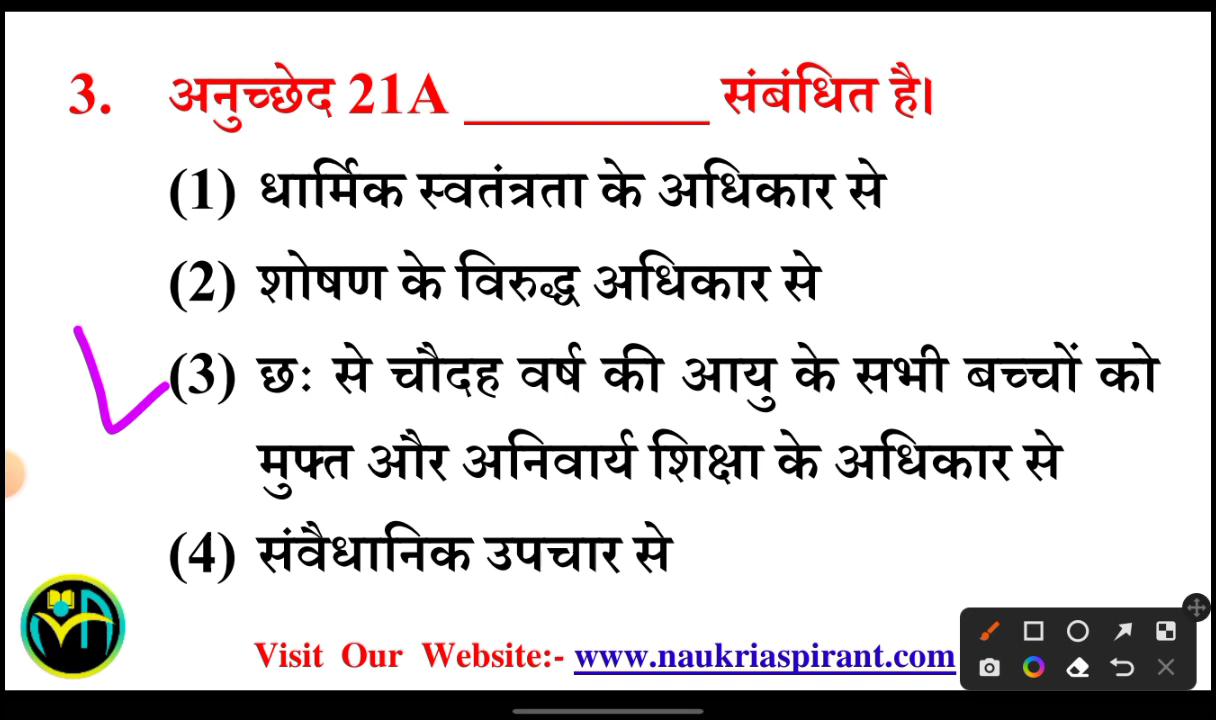 3. अनुच्छेद 21A __________ संबंधित है।
(1) धार्मिक स्वतंत्रता के अधिकार से
(2) शोषण के विरुद्ध अधिकार से
(3) छः से चौदह वर्ष की आयु के सभी बच्चों को
मुफ्त और अनिवार्य शिक्षा के अधिकार से
(4) संवैधानिक उपचार से
Visit Our Website:- www.naukriaspirant.com